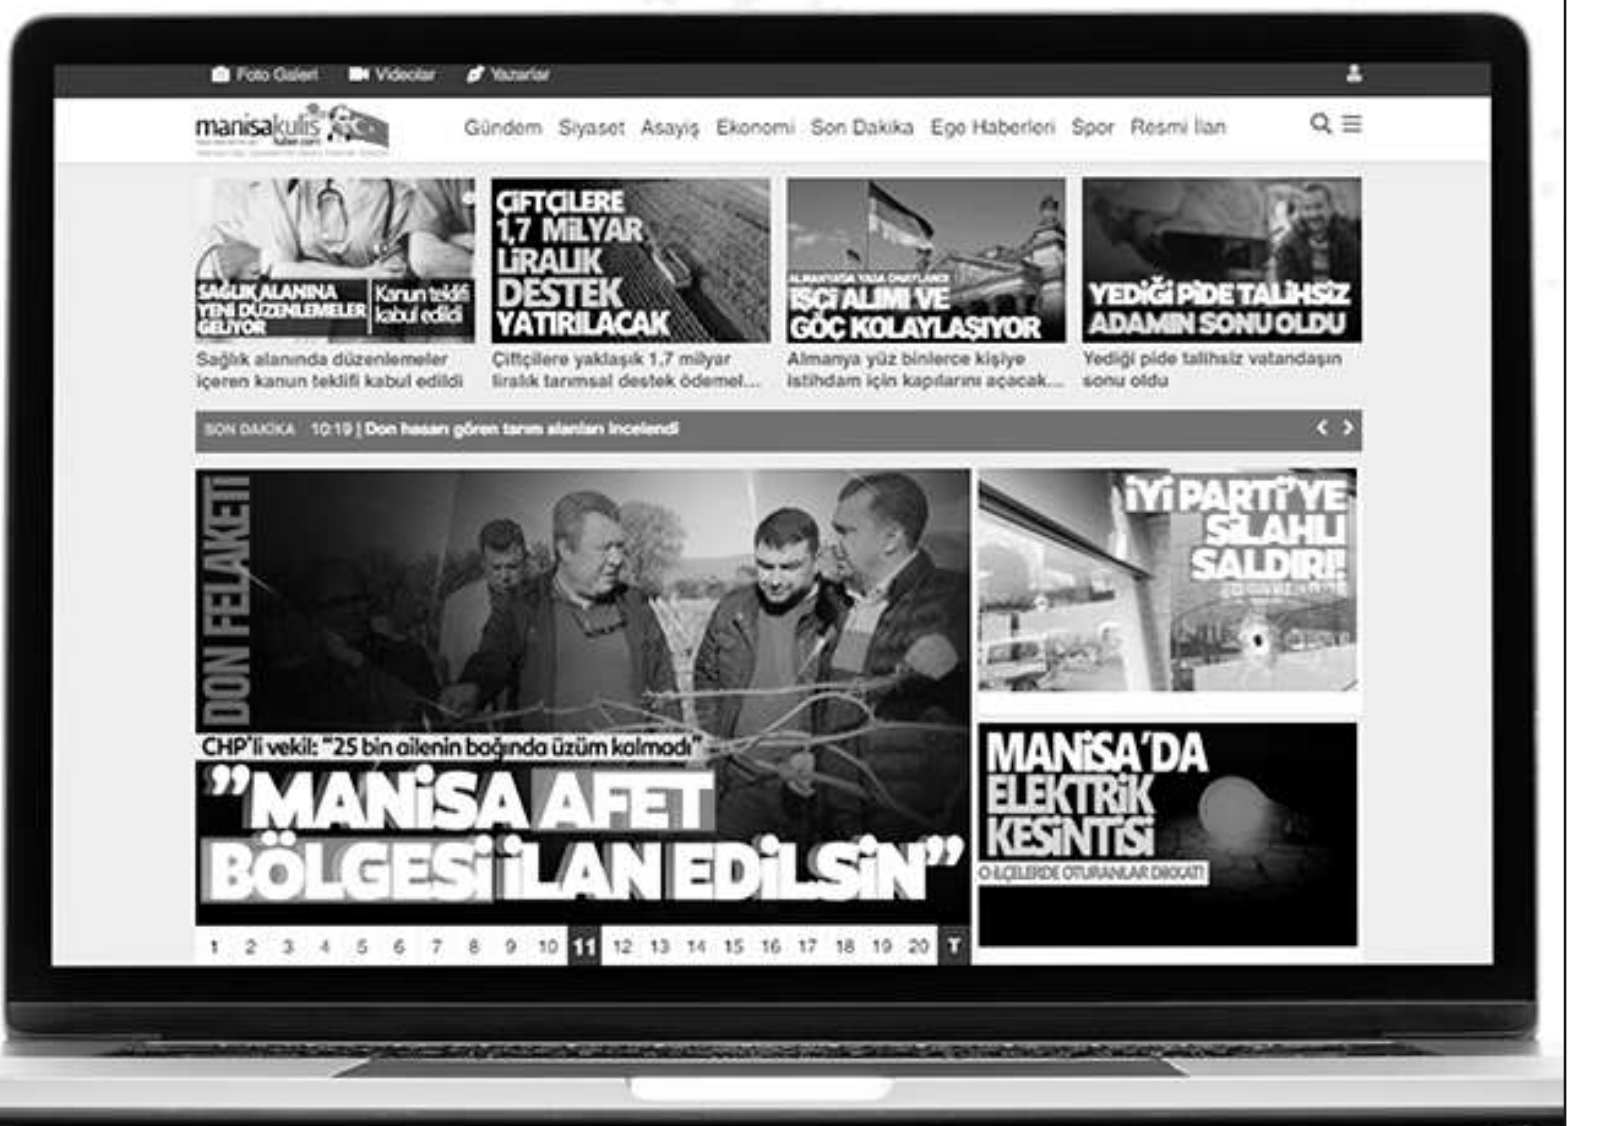 Foto Galeri Videolar Yazarlar
manisakulis
haber.com
Gündem Siyaset Asayiş Ekonomi Son Dakika Ege Haberleri Spor Resmi İlan
SAĞLIK ALANINA
YENİ DÜZENLEMELER
GELİYOR
Kanun teklifi
kabul edildi
Sağlık alanında düzenlemeler
içeren kanun teklifi kabul edildi
ÇİFTÇİLERE
1,7 MİLYAR
LİRALIK
DESTEK
YATIRILACAK
Çiftçilere yaklaşık 1,7 milyar
liralık tarımsal destek ödemel...
ALMANYA'DA YASA ONAYLANDI
İŞÇİ ALIMI VE
GÖÇ KOLAYLAŞIYOR
Almanya yüz binlerce kişiye
istihdam için kapılarını açacak...
YEDİĞİ PİDE TALİHSİZ
ADAMIN SONU OLDU
Yediği pide talihsiz vatandaşın
sonu oldu
SON DAKİKA 10:19 | Don hasarı gören tarım alanları incelendi
DON FELAKETİ
CHP'li vekil: "25 bin ailenin bağında üzüm kalmadı"
"MANİSA AFET
BÖLGESİ İLAN EDİLSİN"
1 2 3 4 5 6 7 8 9 10 11 12 13 14 15 16 17 18 19 20 T
İYİ PARTİ'YE
SİLAHLI
SALDIRI!
MANİSA'DA
ELEKTRİK
KESİNTİSİ
O İLÇELERDE OTURANLAR DİKKAT!